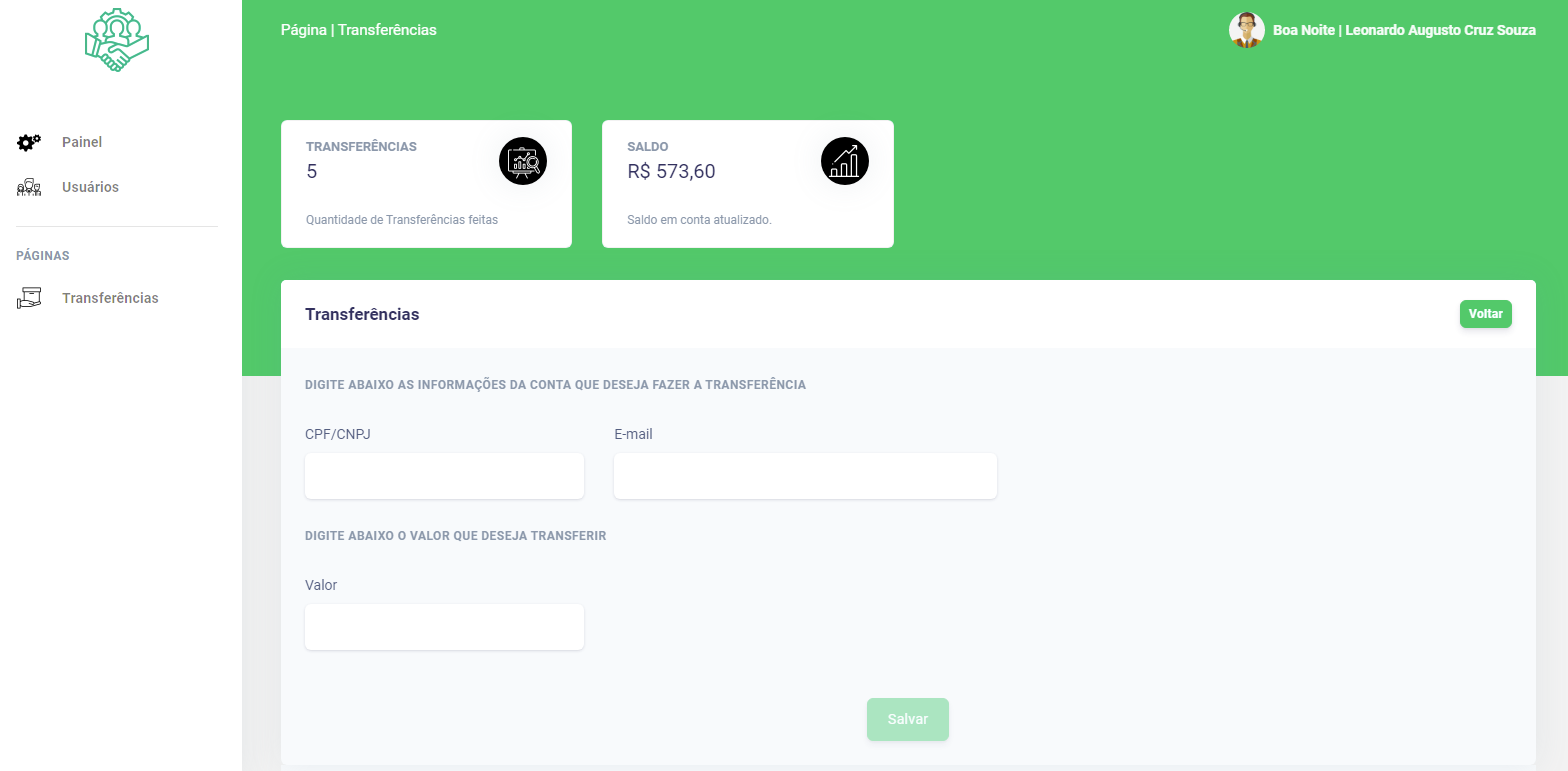 Página | Transferências
Boa Noite | Leonardo Augusto Cruz Souza
Painel
Usuários
PÁGINAS
Transferências
TRANSFERÊNCIAS
5
Quantidade de Transferências feitas
SALDO
R$ 573,60
Saldo em conta atualizado.
Transferências
Voltar
DIGITE ABAIXO AS INFORMAÇÕES DA CONTA QUE DESEJA FAZER A TRANSFERÊNCIA
CPF/CNPJ
E-mail
DIGITE ABAIXO O VALOR QUE DESEJA TRANSFERIR
Valor
Salvar